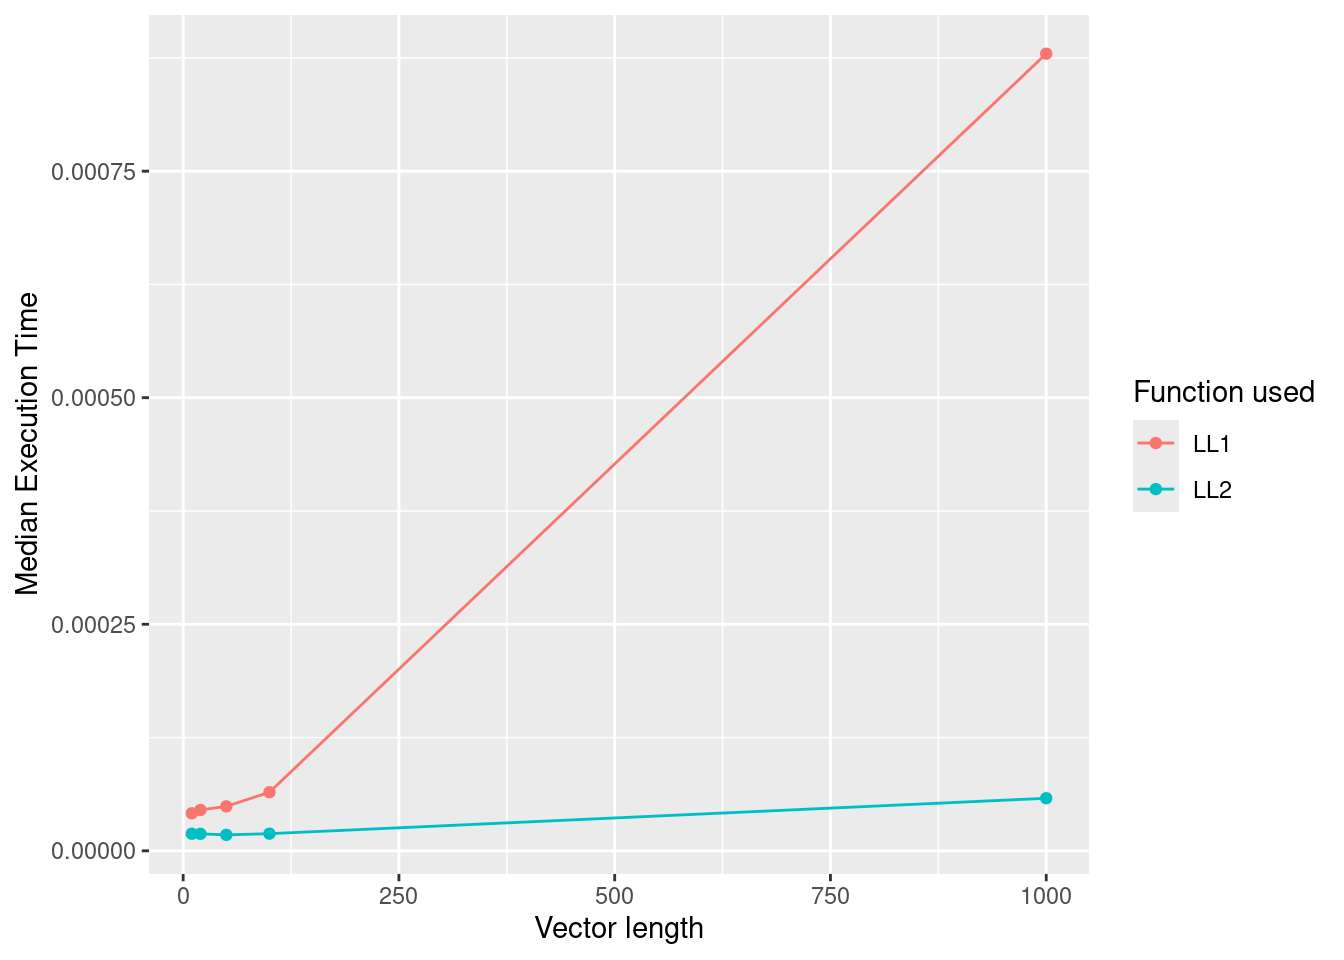 Median Execution Time
0.00075
0.00050
0.00025
0.00000
0 250 500 750 1000
Vector length
Function used
LL1
LL2